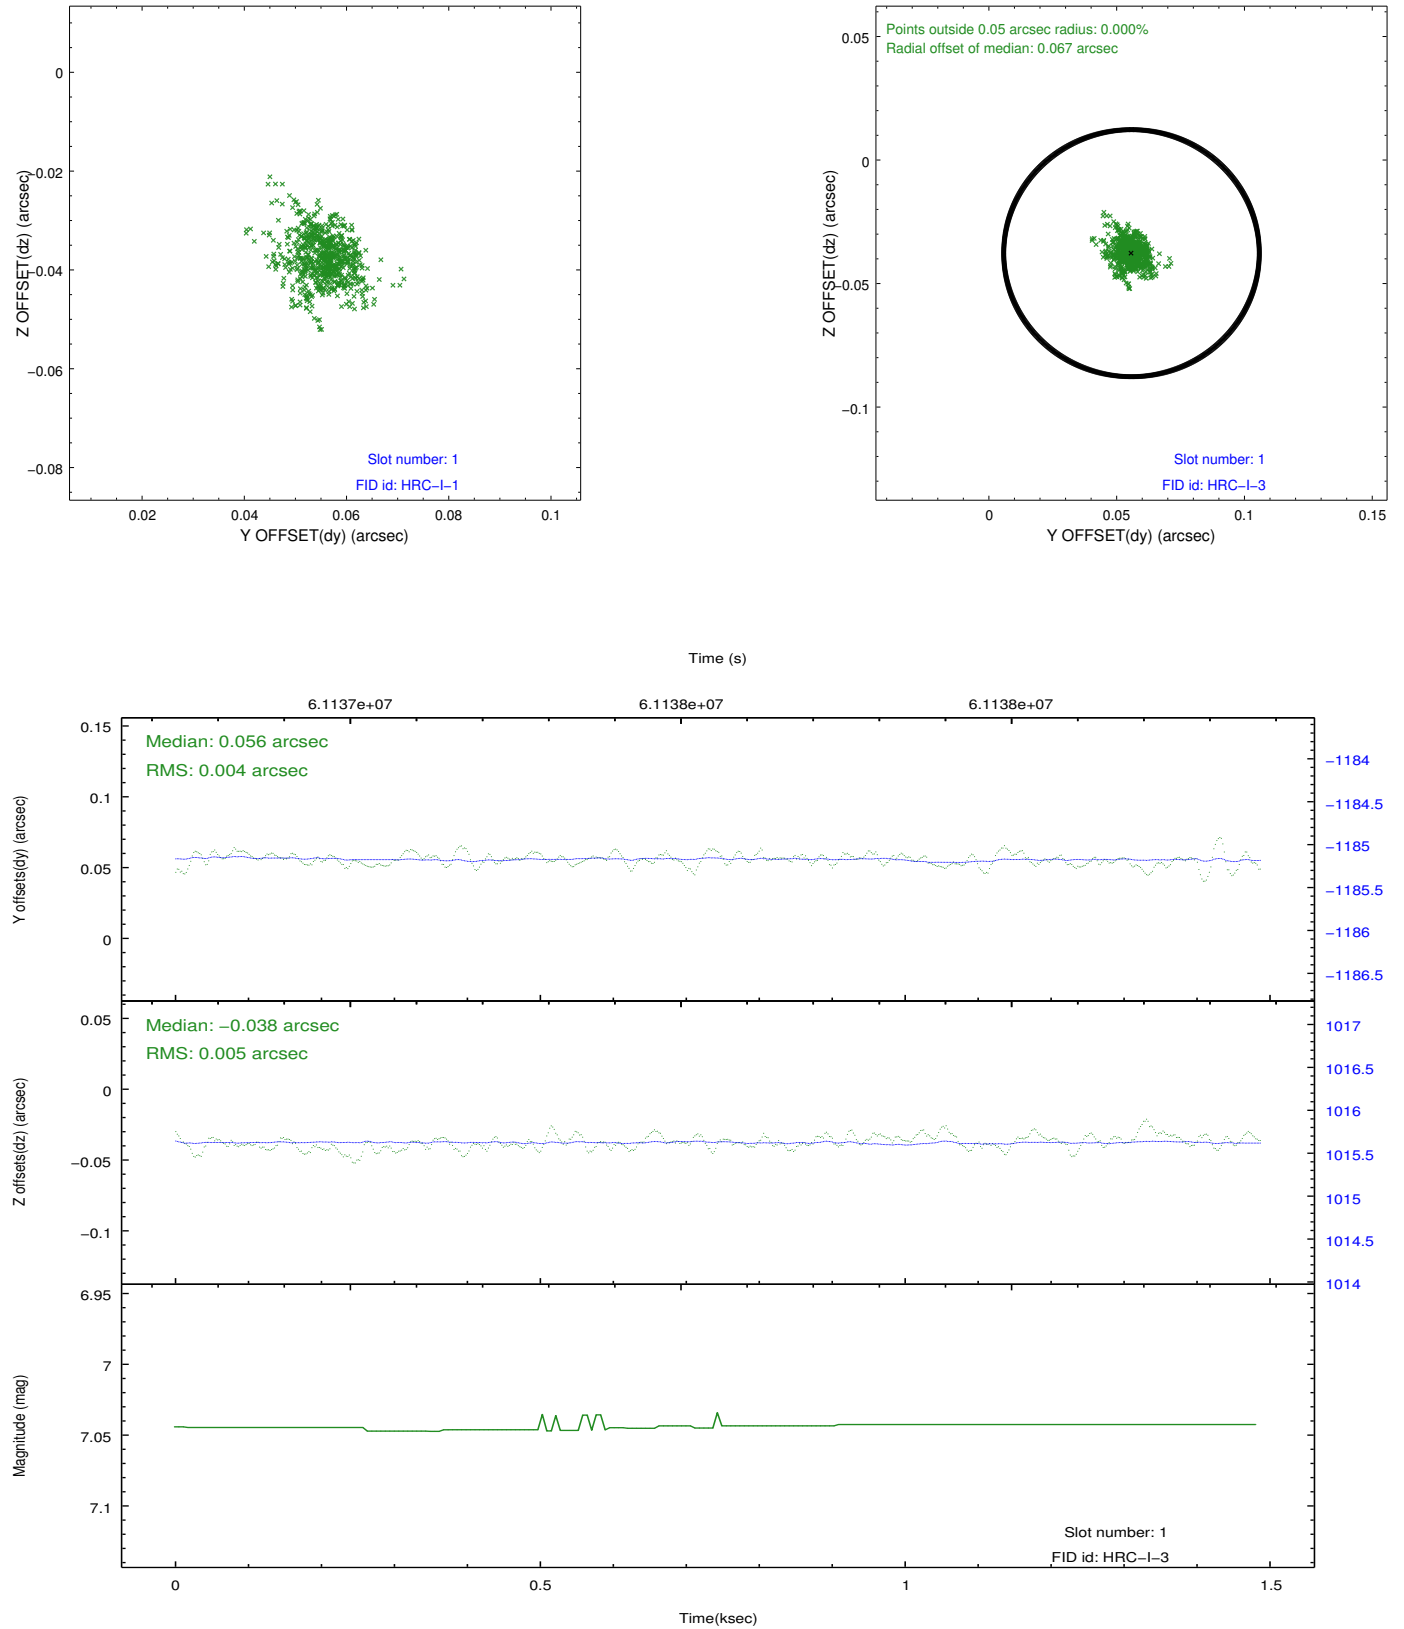 0
−0.02
−0.04
−0.06
−0.08
Z OFFSET(dz) (arcsec)
Slot number: 1
FID id: HRC−I−1
0.02 0.04 0.06 0.08 0.1
Y OFFSET(dy) (arcsec)
Points outside 0.05 arcsec radius: 0.000%
Radial offset of median: 0.067 arcsec
0.05
0
−0.05
−0.1
Z OFFSET(dz) (arcsec)
Slot number: 1
FID id: HRC−I−3
0 0.05 0.1 0.15
Y OFFSET(dy) (arcsec)
Time (s)
6.1137e+07 6.1138e+07 6.1138e+07
Median: 0.056 arcsec
RMS: 0.004 arcsec
0.15
0.1
0.05
0
Y offsets(dy) (arcsec)
−1184
−1184.5
−1185
−1185.5
−1186
−1186.5
Median: −0.038 arcsec
RMS: 0.005 arcsec
0.05
0
−0.05
−0.1
Z offsets(dz) (arcsec)
1017
1016.5
1016
1015.5
1015
1014.5
1014
6.95
7
7.05
7.1
Magnitude (mag)
Slot number: 1
FID id: HRC−I−3
0 0.5 1 1.5
Time(ksec)